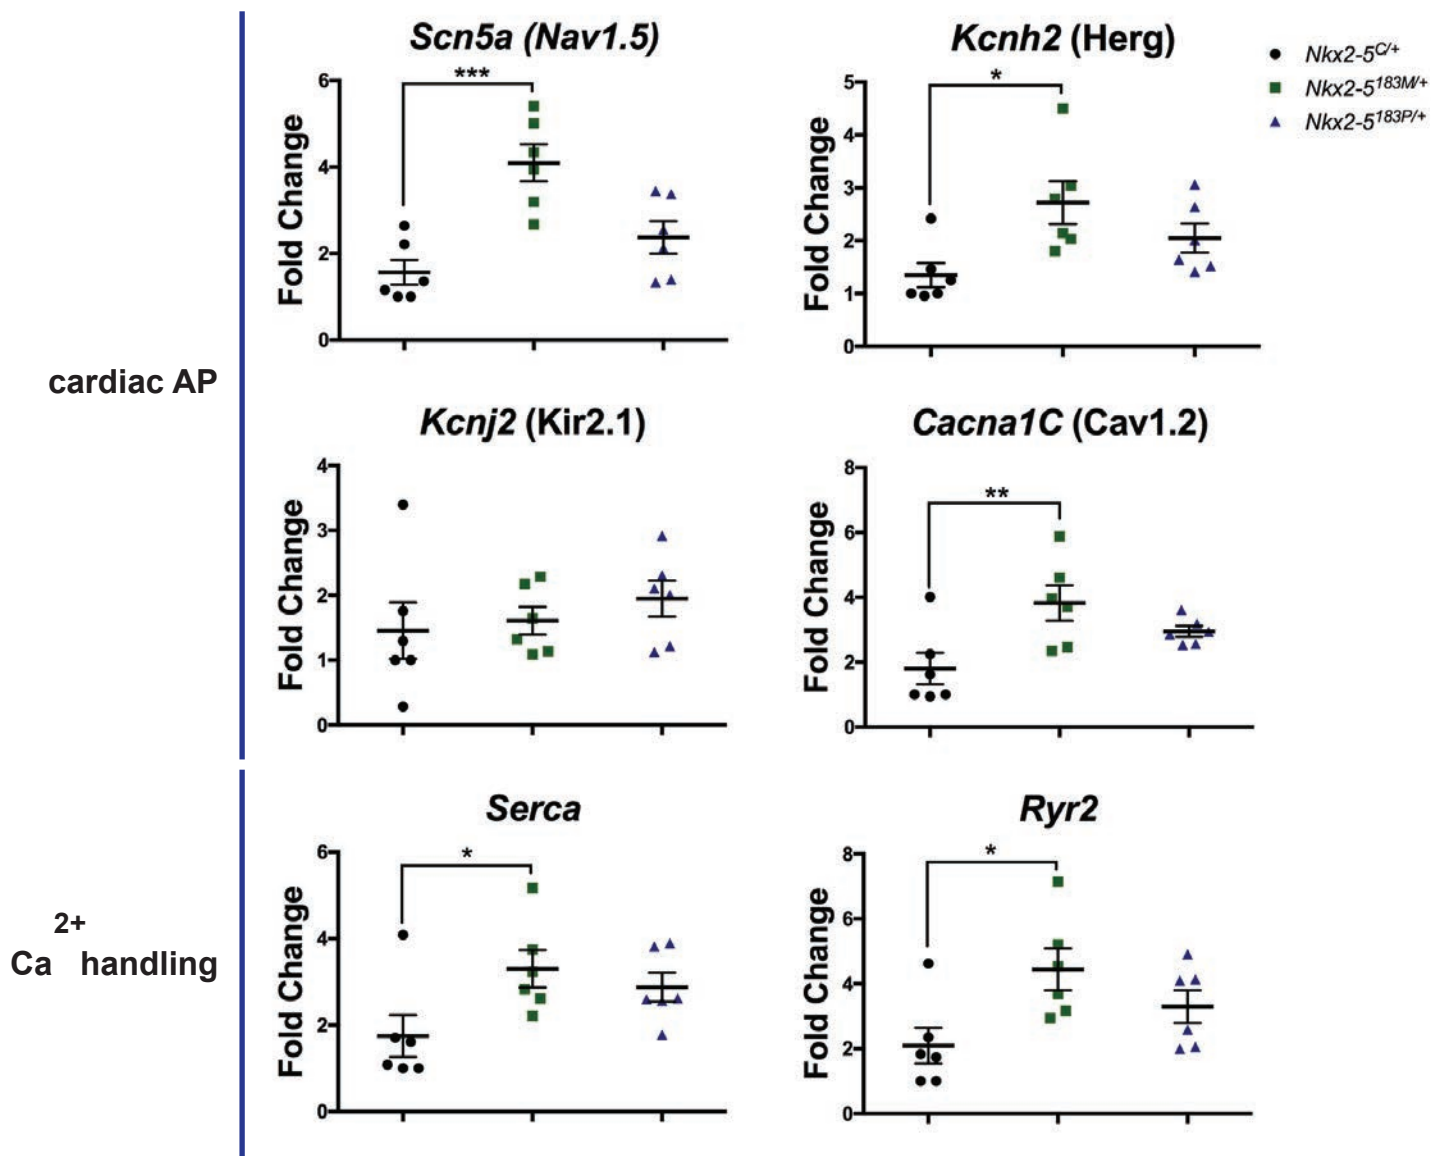 Scn5a (Nav1.5)
Kcnh2 (Herg)
Nkx2-5C/+
Nkx2-5183M/+
Nkx2-5183P/+
***
6
4
2
0
Fold Change
*
5
4
3
2
1
0
Fold Change
cardiac AP
Kcnj2 (Kir2.1)
Cacna1C (Cav1.2)
4
3
2
1
0
Fold Change
**
8
6
4
2
0
Fold Change
Serca
Ryr2
*
6
4
2
0
Fold Change
*
8
6
4
2
0
Fold Change
2+
Ca handling